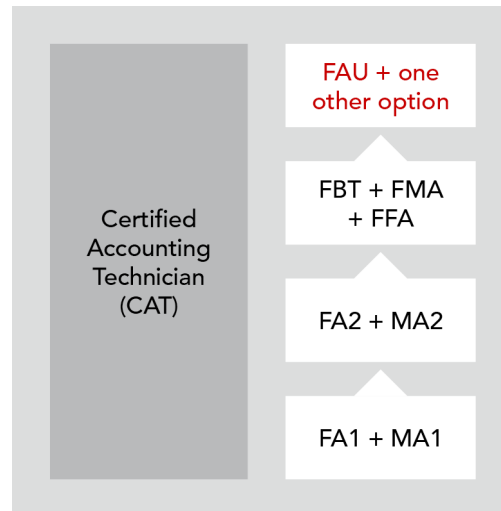 Certified
Accounting
Technician
(CAT)
FAU + one
other option
FBT + FMA
+ FFA
FA2 + MA2
FA1 + MA1